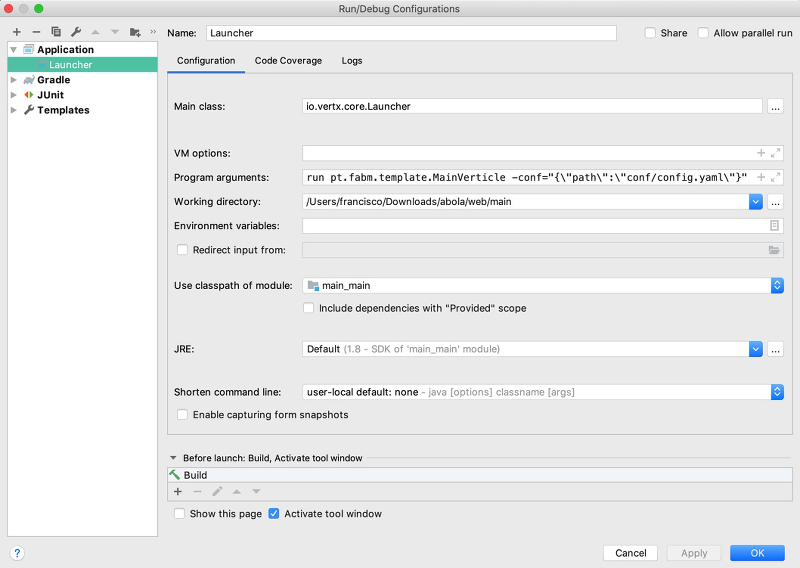 Run/Debug Configurations
Name: Launcher
Share
Allow parallel run
Application
Launcher
Gradle
JUnit
Templates
Configuration Code Coverage Logs
Main class: io.vertx.core.Launcher ...
VM options:
Program arguments: run pt.fabm.template.MainVerticle -conf="{\"path\":\"conf/config.yaml\"}"
Working directory: /Users/francisco/Downloads/abola/web/main ...
Environment variables:
Redirect input from:
Use classpath of module: main_main
Include dependencies with "Provided" scope
JRE: Default (1.8 - SDK of 'main_main' module) ...
Shorten command line: user-local default: none - java [options] classname [args]
Enable capturing form snapshots
Before launch: Build, Activate tool window
Build
Show this page Activate tool window
? Cancel Apply OK